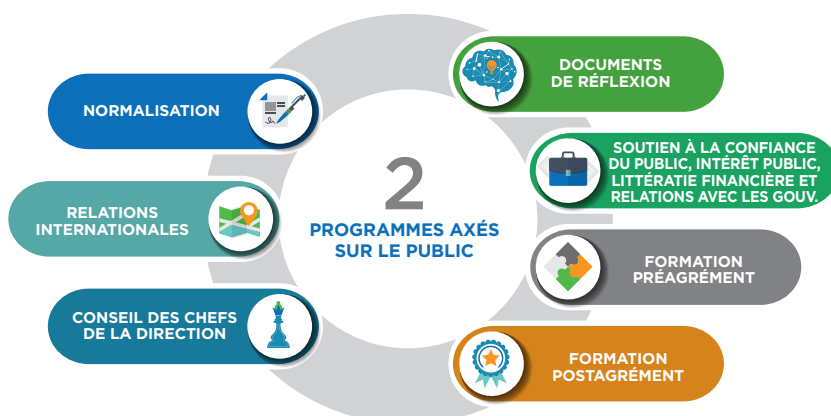 NORMALISATION
RELATIONS
INTERNATIONALES
CONSEIL DES CHEFS
DE LA DIRECTION
2
PROGRAMMES AXÉS
SUR LE PUBLIC
DOCUMENTS
DE RÉFLEXION
SOUTIEN À LA CONFIANCE
DU PUBLIC, INTÉRÊT PUBLIC,
LITTÉRATIE FINANCIÈRE ET
RELATIONS AVEC LES GOUV.
FORMATION
PRÉAGRÉMENT
FORMATION
POSTAGRÉMENT